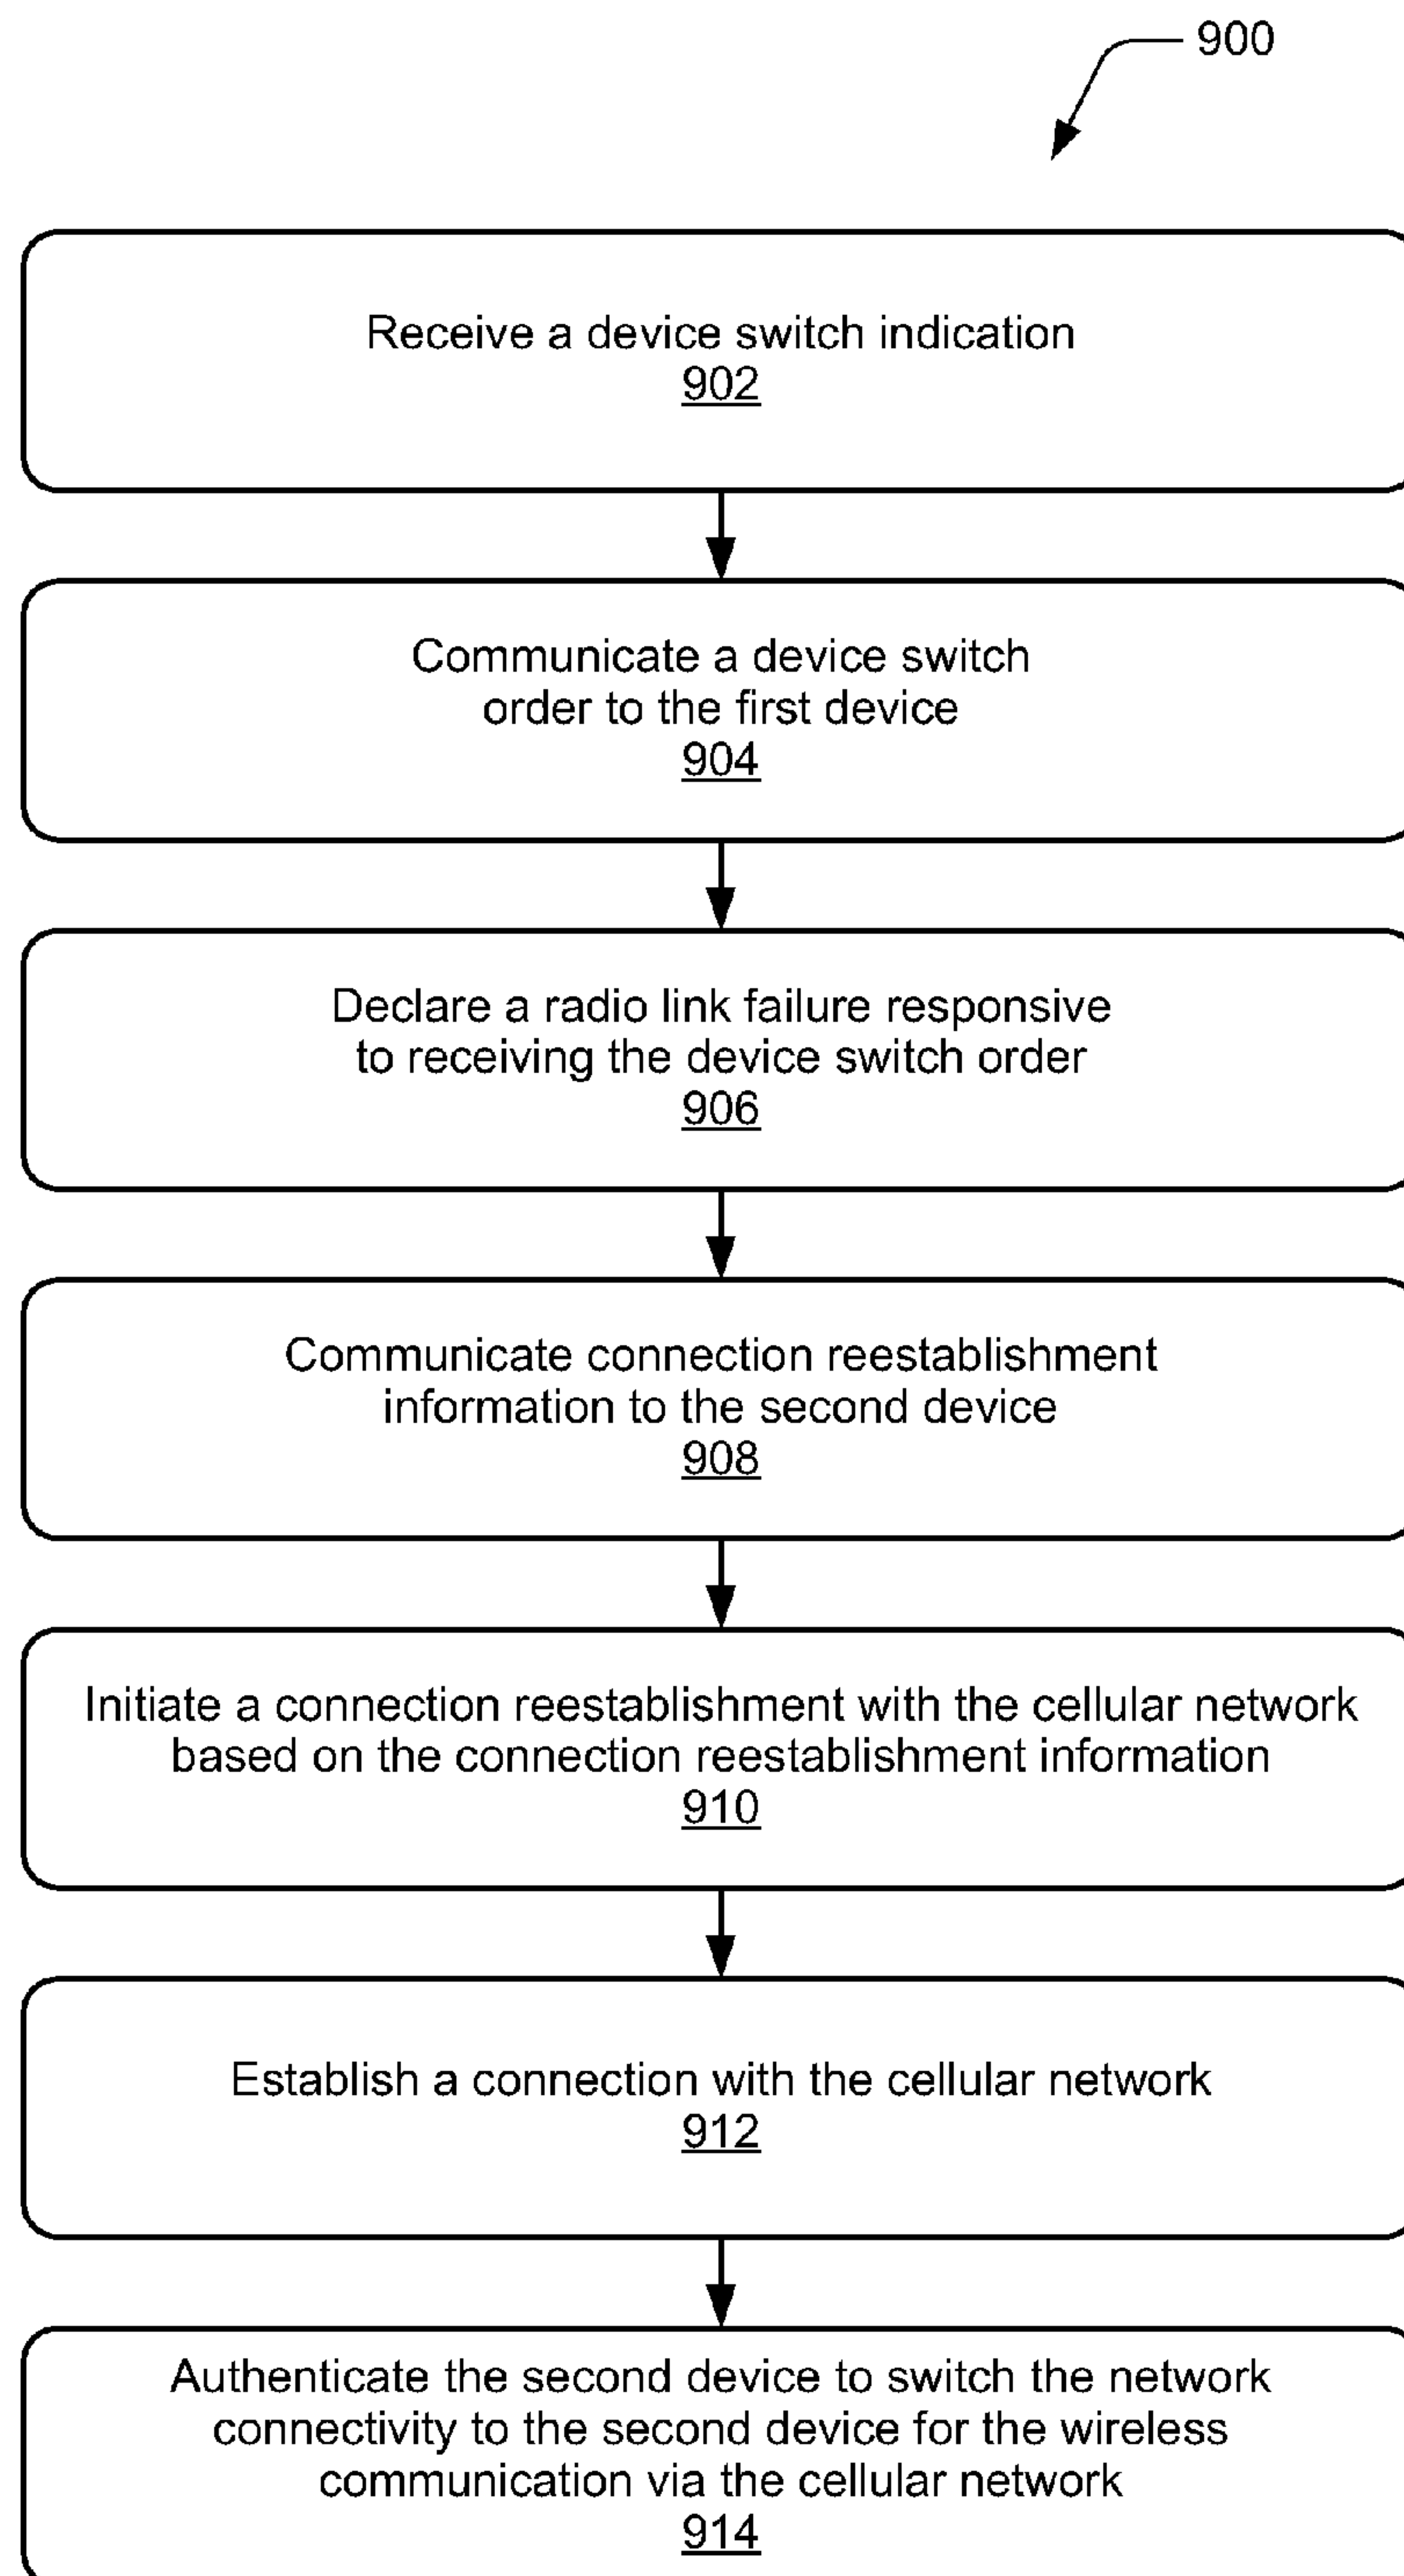 900
Receive a device switch indication
902
Communicate a device switch
order to the first device
904
Declare a radio link failure responsive
to receiving the device switch order
906
Communicate connection reestablishment
information to the second device
908
Initiate a connection reestablishment with the cellular network
based on the connection reestablishment information
910
Establish a connection with the cellular network
912
Authenticate the second device to switch the network
connectivity to the second device for the wireless
communication via the cellular network
914